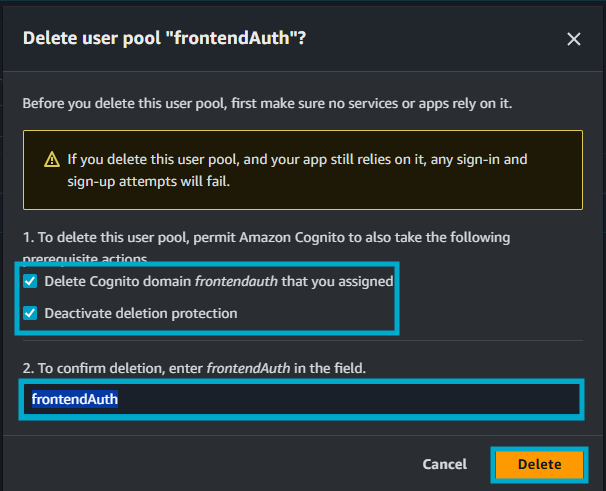 Delete user pool "frontendAuth"?
Before you delete this user pool, first make sure no services or apps rely on it.
If you delete this user pool, and your app still relies on it, any sign-in and
sign-up attempts will fail.
1. To delete this user pool, permit Amazon Cognito to also take the following
prerequisite actions
Delete Cognito domain frontendauth that you assigned
Deactivate deletion protection
2. To confirm deletion, enter frontendAuth in the field.
frontendAuth
Cancel
Delete